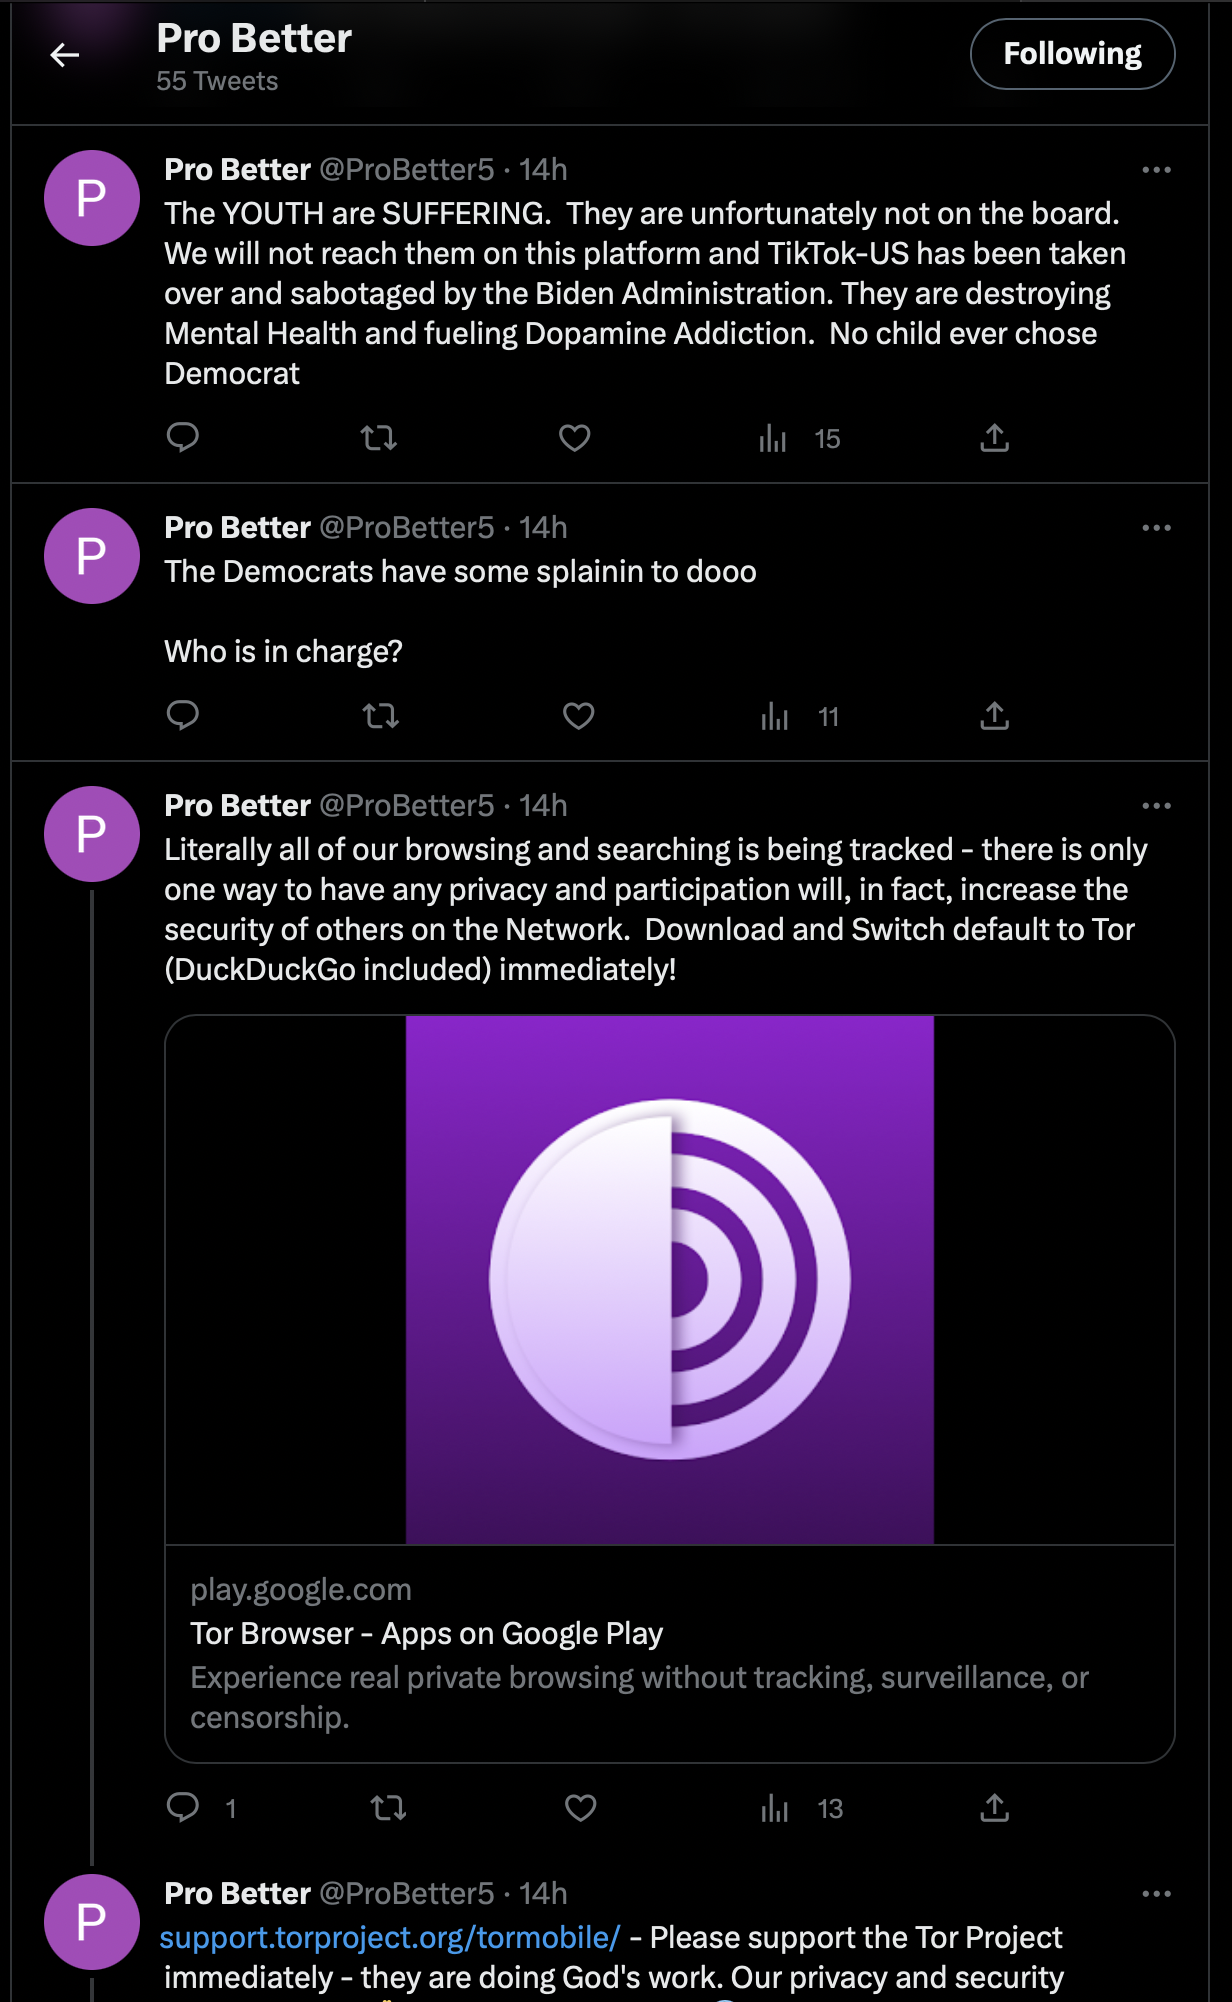 Pro Better
55 Tweets
Following
P
Pro Better @ProBetter5 · 14h
The YOUTH are SUFFERING.  They are unfortunately not on the board.
We will not reach them on this platform and TikTok-US has been taken
over and sabotaged by the Biden Administration. They are destroying
Mental Health and fueling Dopamine Addiction.  No child ever chose
Democrat
15
P
Pro Better @ProBetter5 · 14h
The Democrats have some splainin to dooo
Who is in charge?
11
P
Pro Better @ProBetter5 · 14h
Literally all of our browsing and searching is being tracked - there is only
one way to have any privacy and participation will, in fact, increase the
security of others on the Network.  Download and Switch default to Tor
(DuckDuckGo included) immediately!
play.google.com
Tor Browser - Apps on Google Play
Experience real private browsing without tracking, surveillance, or
censorship.
1
13
P
Pro Better @ProBetter5 · 14h
support.torproject.org/tormobile/ - Please support the Tor Project
immediately - they are doing God's work. Our privacy and security